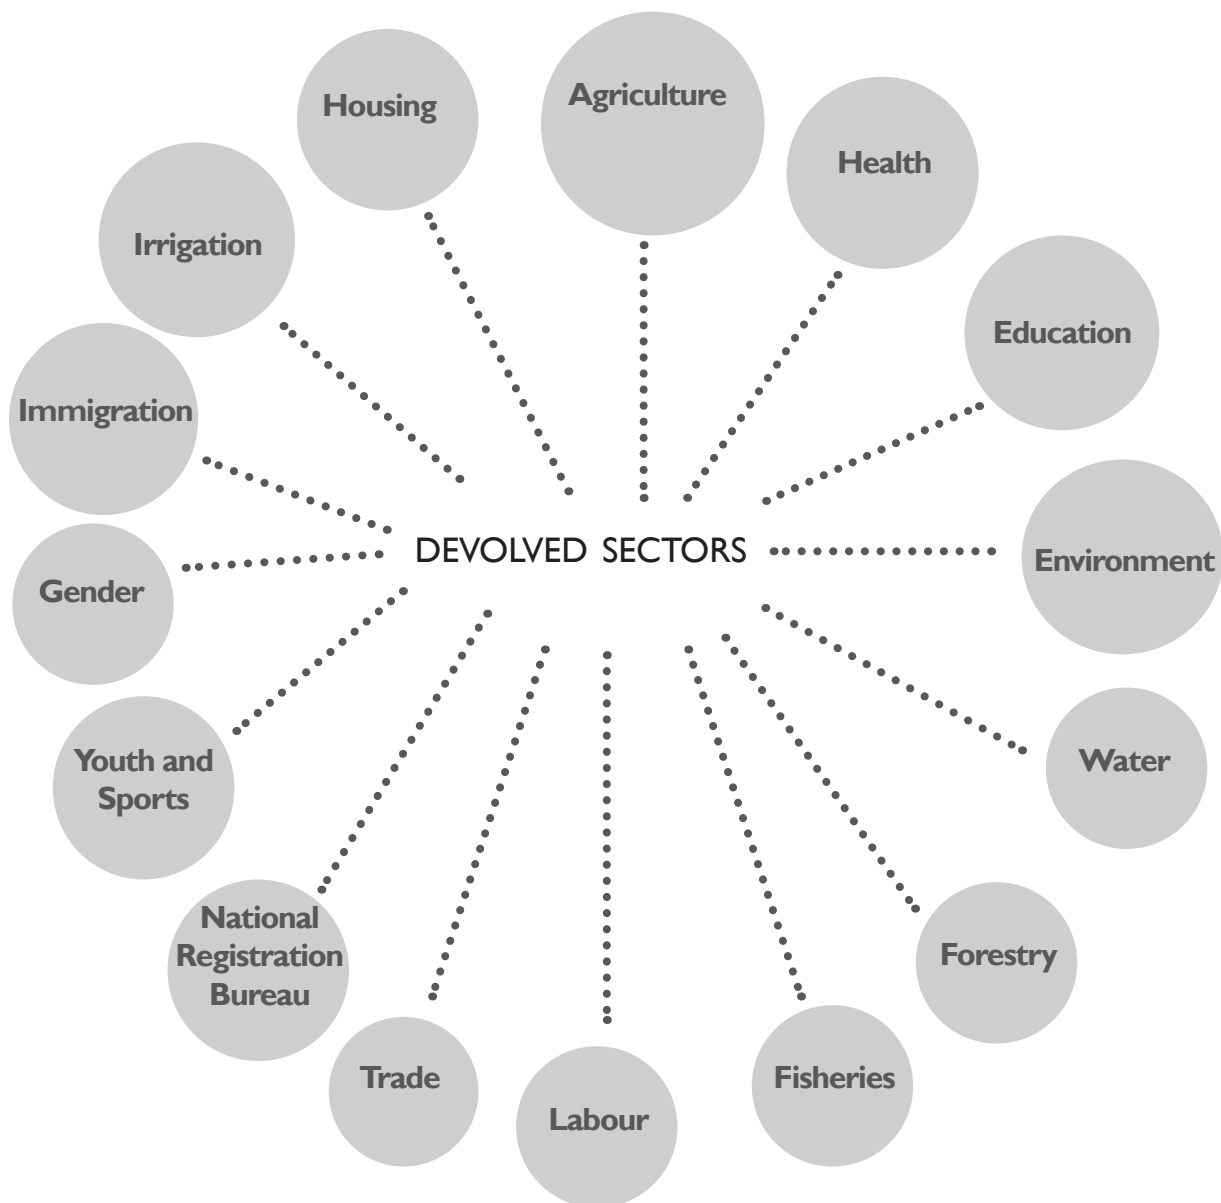 Agriculture
Housing
Health
Irrigation
Education
Immigration
DEVOLVED SECTORS
Environment
Gender
Youth and
Sports
Water
National
Registration
Bureau
Forestry
Trade
Fisheries
Labour